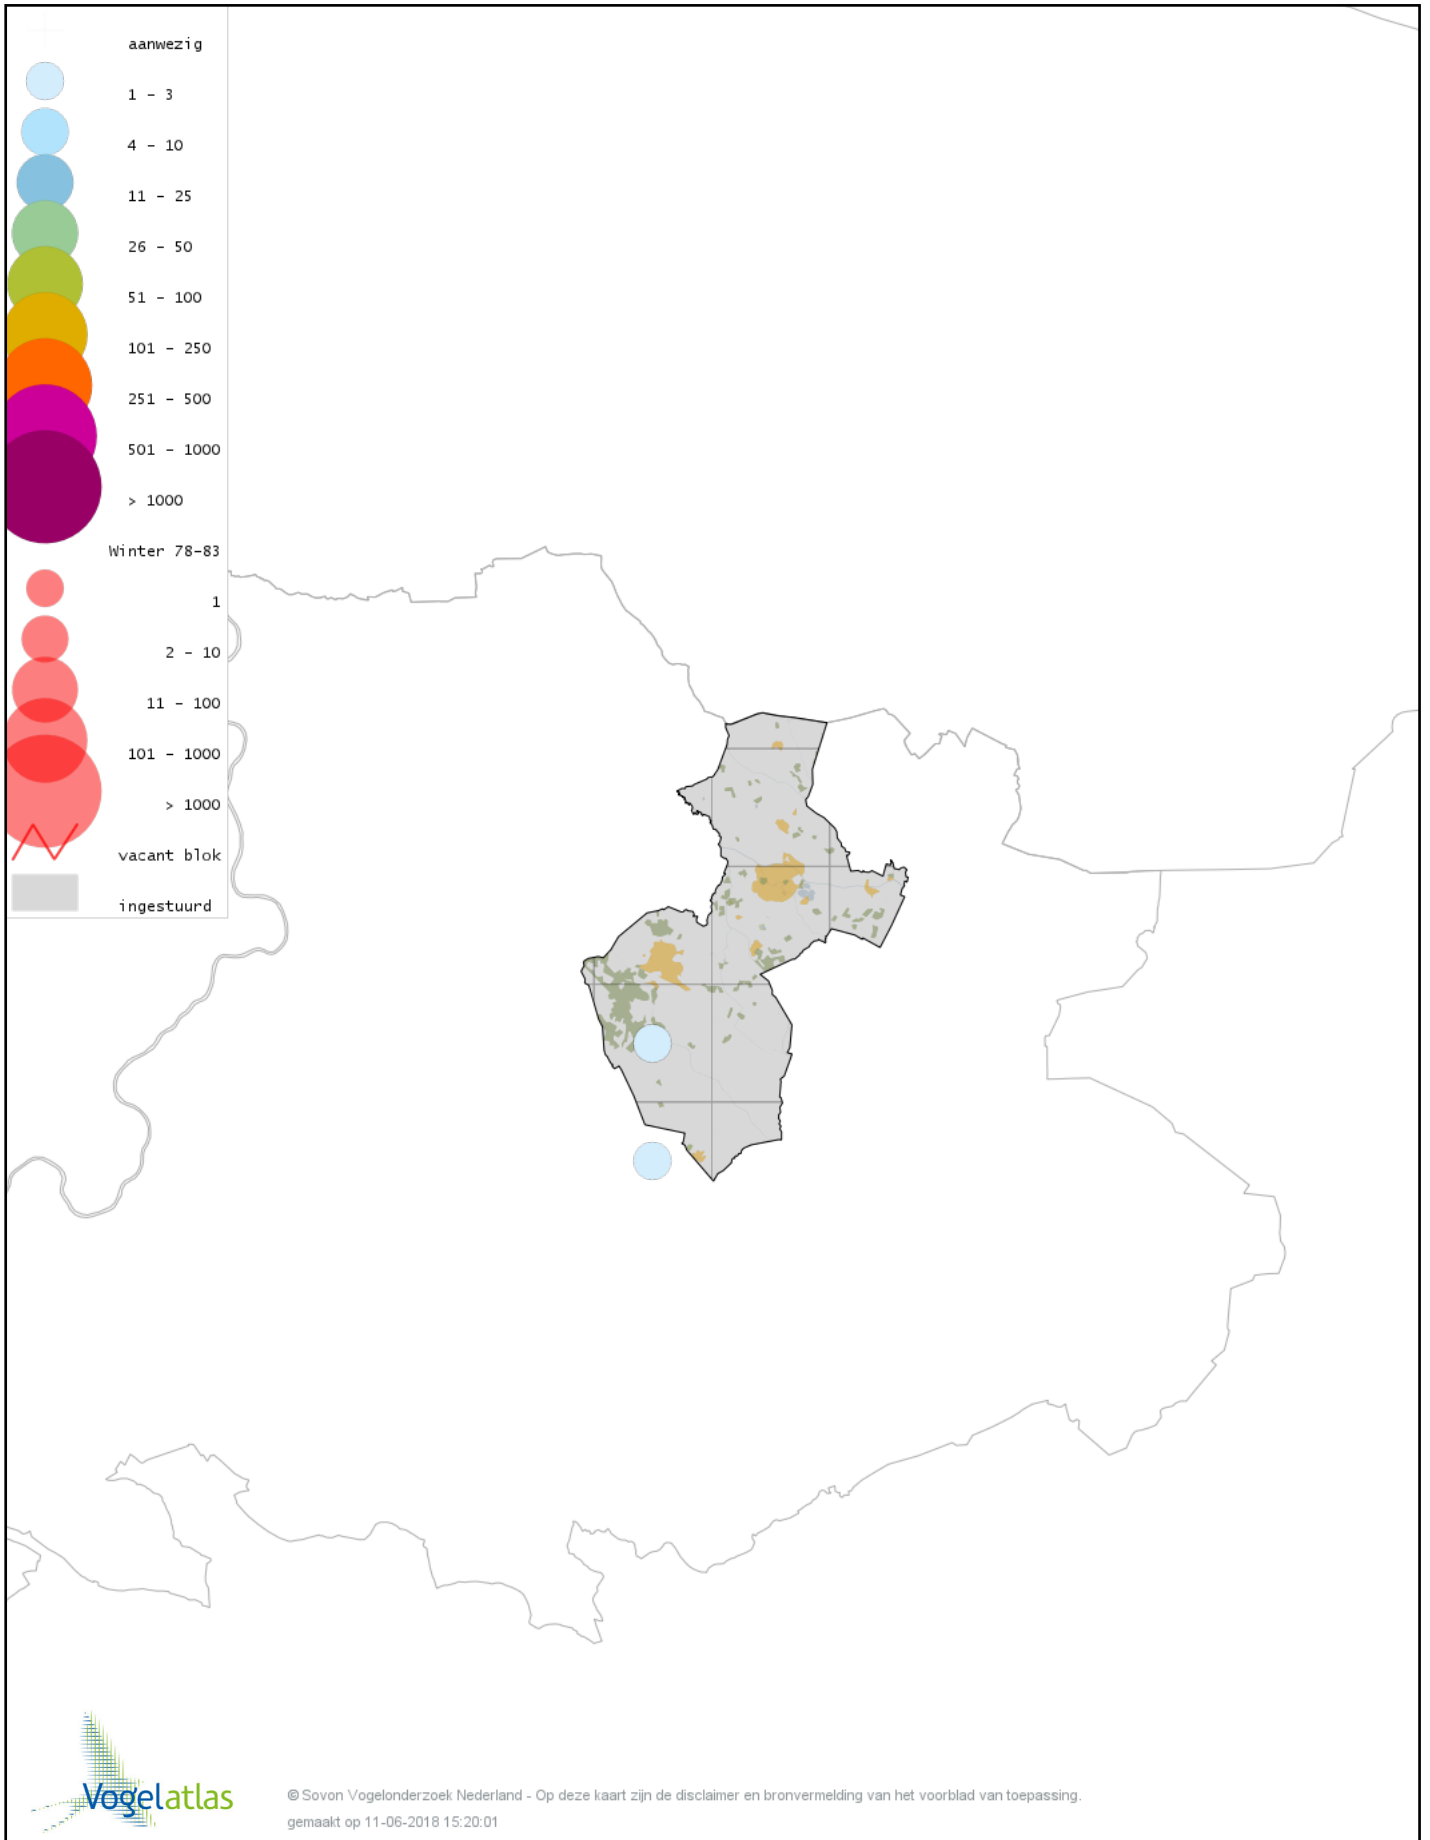 aanwezig
1 - 3
4 - 10
11 - 25
26 - 50
51 - 100
101 - 250
251 - 500
501 - 1000
> 1000
Winter 78-83
1
2 - 10
11 - 100
101 - 1000
> 1000
vacant blok
ingestuurd
Vogelatlas
© Sovon Vogelonderzoek Nederland - Op deze kaart zijn de disclaimer en bronvermelding van het voorblad van toepassing.
gemaakt op 11-06-2018 15:20:01